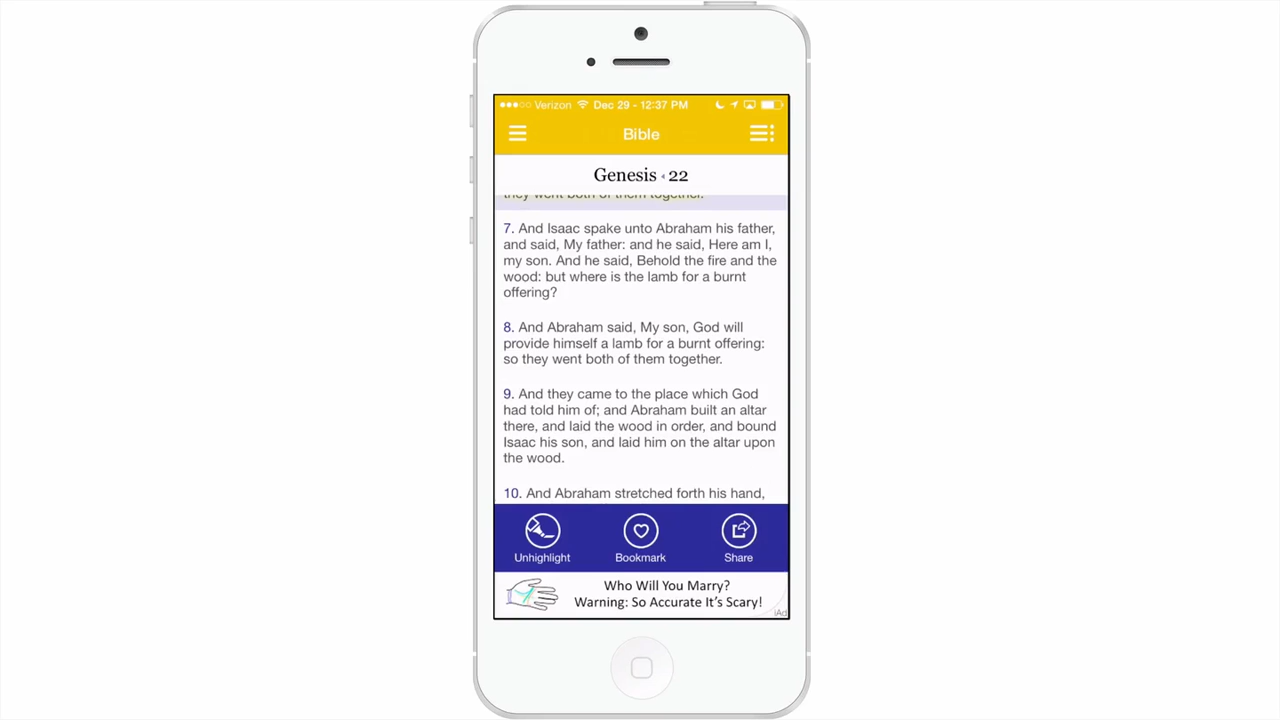 Verizon Dec 29 - 12:37 PM
Bible
Genesis 22
they went both of them together.
7. And Isaac spake unto Abraham his father,
and said, My father: and he said, Here am I,
my son. And he said, Behold the fire and the
wood: but where is the lamb for a burnt
offering?
8. And Abraham said, My son, God will
provide himself a lamb for a burnt offering:
so they went both of them together.
9. And they came to the place which God
had told him of; and Abraham built an altar
there, and laid the wood in order, and bound
Isaac his son, and laid him on the altar upon
the wood.
10. And Abraham stretched forth his hand,
Unhighlight Bookmark Share
Who Will You Marry?
Warning: So Accurate It's Scary!
iAd